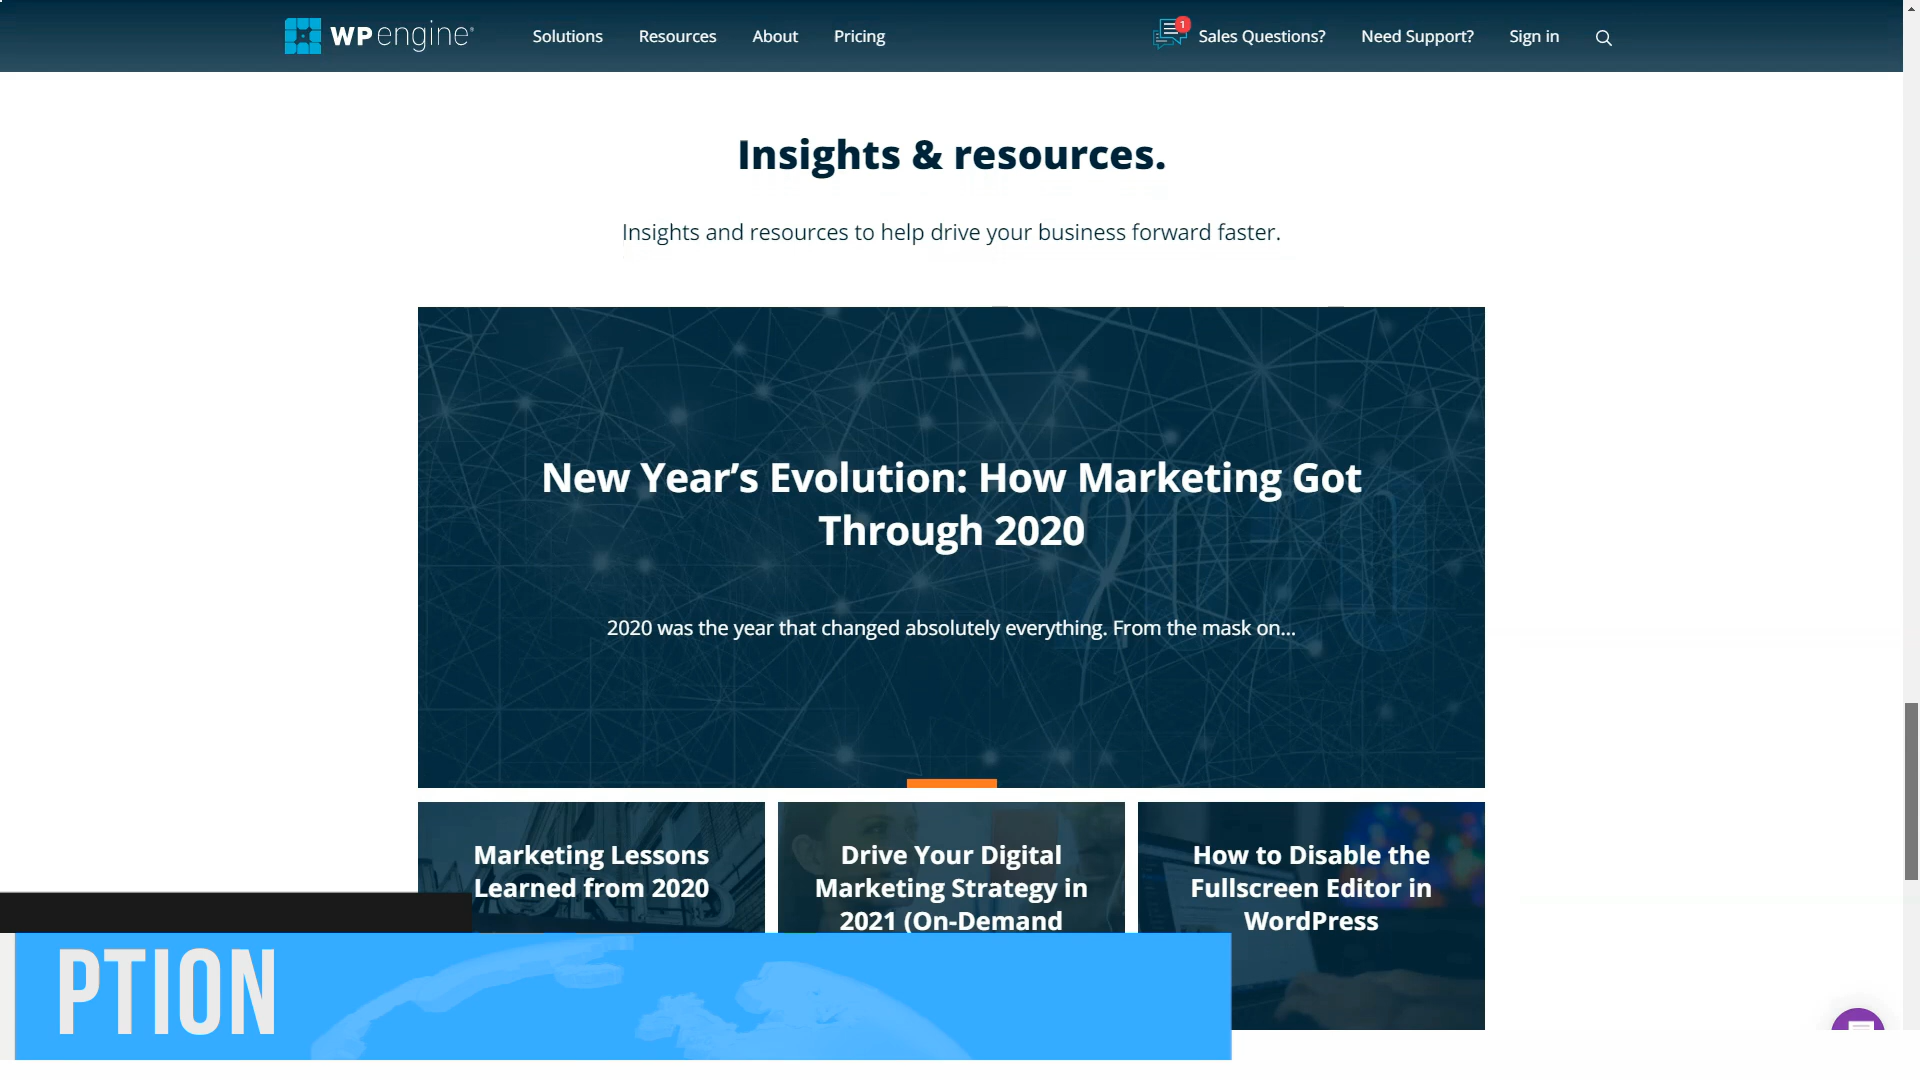 WP engine
Solutions
Resources
About
Pricing
1
Sales Questions?
Need Support?
Sign in
Insights & resources.
Insights and resources to help drive your business forward faster.
New Year’s Evolution: How Marketing Got
Through 2020
2020 was the year that changed absolutely everything. From the mask on...
Marketing Lessons
Learned from 2020
Drive Your Digital
Marketing Strategy in
2021 (On-Demand
How to Disable the
Fullscreen Editor in
WordPress
PTION